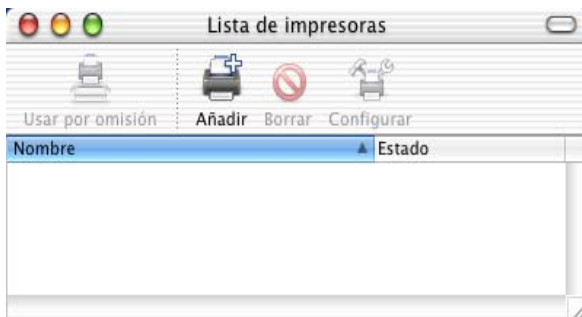 Lista de impresoras
Usar por omisión Añadir Borrar Configurar
Nombre Estado